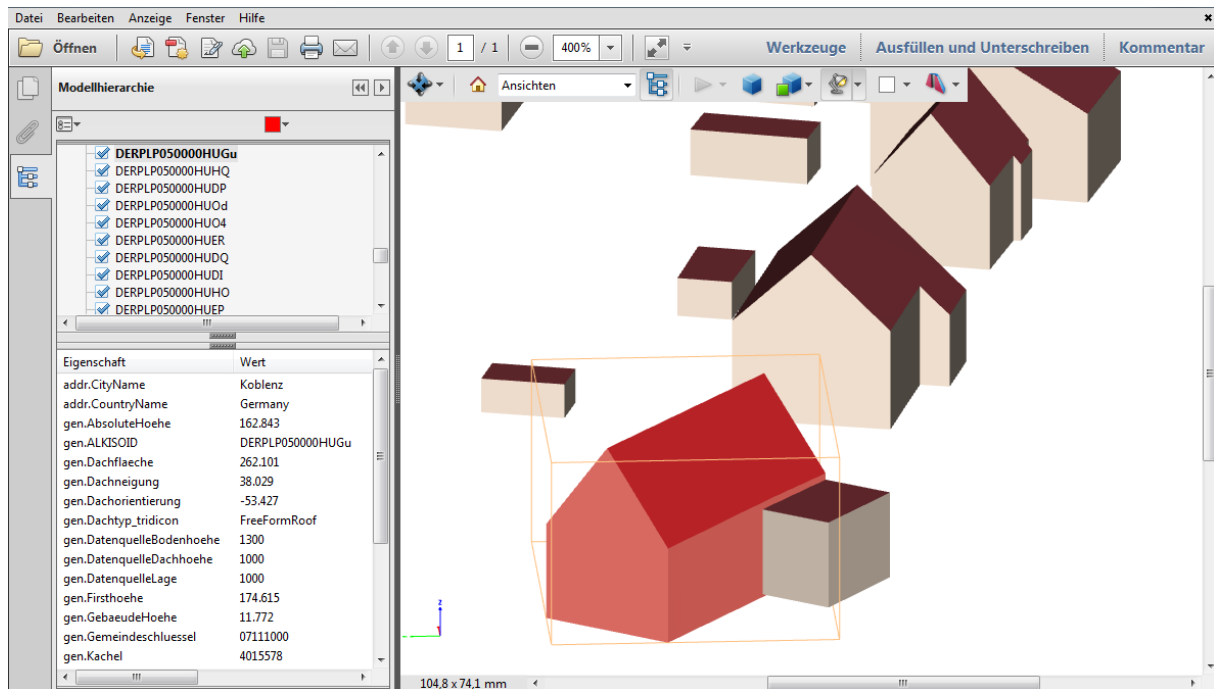 Datei Bearbeiten Anzeige Fenster Hilfe
Öffnen 1 / 1 400% Werkzeuge Ausfüllen und Unterschreiben Kommentar
Modellhierarchie
Ansichten
DERPLP050000HUGu
DERPLP050000HUHQ
DERPLP050000HUDP
DERPLP050000HUOd
DERPLP050000HUO4
DERPLP050000HUER
DERPLP050000HUDQ
DERPLP050000HUDI
DERPLP050000HUHO
DERPLP050000HUEP
Eigenschaft Wert
addr.CityName Koblenz
addr.CountryName Germany
gen.AbsoluteHoehe 162.843
gen.ALKISOID DERPLP050000HUGu
gen.Dachflaeche 262.101
gen.Dachneigung 38.029
gen.Dachorientierung -53.427
gen.Dachtyp_tridicon FreeFormRoof
gen.DatenquelleBodenhoehe 1300
gen.DatenquelleDachhoehe 1000
gen.DatenquelleLage 1000
gen.Firsthoehe 174.615
gen.GebaeudeHoehe 11.772
gen.Gemeindeschluessel 07111000
gen.Kachel 4015578
z
104,8 x 74,1 mm